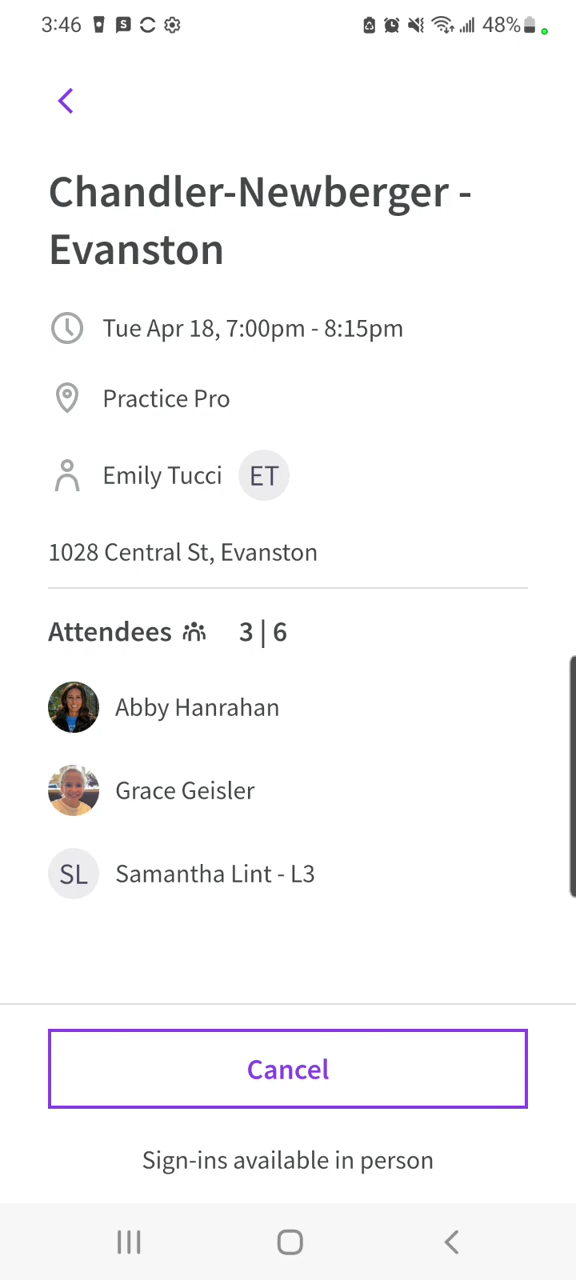 3:46
S
48%
Chandler-Newberger -
Evanston
Tue Apr 18, 7:00pm - 8:15pm
Practice Pro
Emily Tucci ET
1028 Central St, Evanston
Attendees 3 | 6
Abby Hanrahan
Grace Geisler
SL Samantha Lint - L3
Cancel
Sign-ins available in person